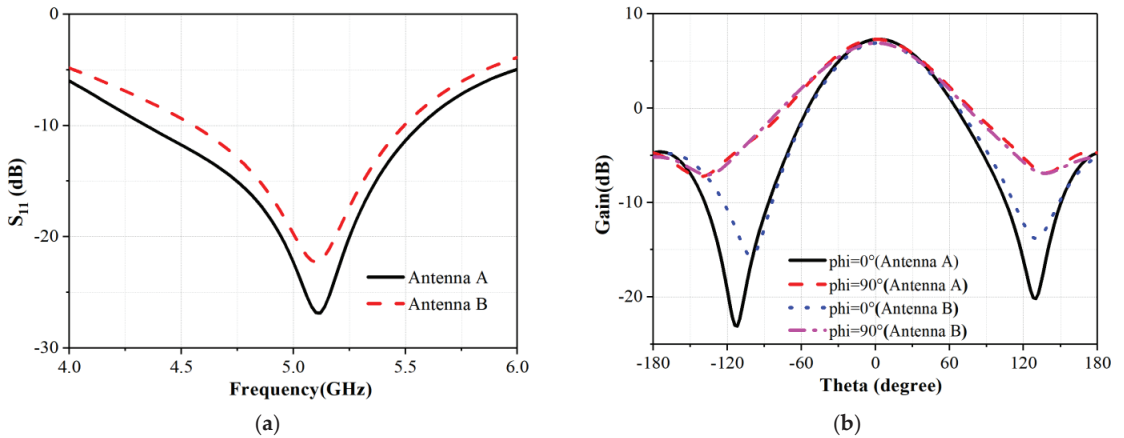 0
-10
-20
-30
S11 (dB)
4.0 4.5 5.0 5.5 6.0
Frequency(GHz)
Antenna A
Antenna B
(a)
10
0
-10
-20
Gain(dB)
phi=0°(Antenna A)
phi=90°(Antenna A)
phi=0°(Antenna B)
phi=90°(Antenna B)
-180 -120 -60 0 60 120 180
Theta (degree)
(b)